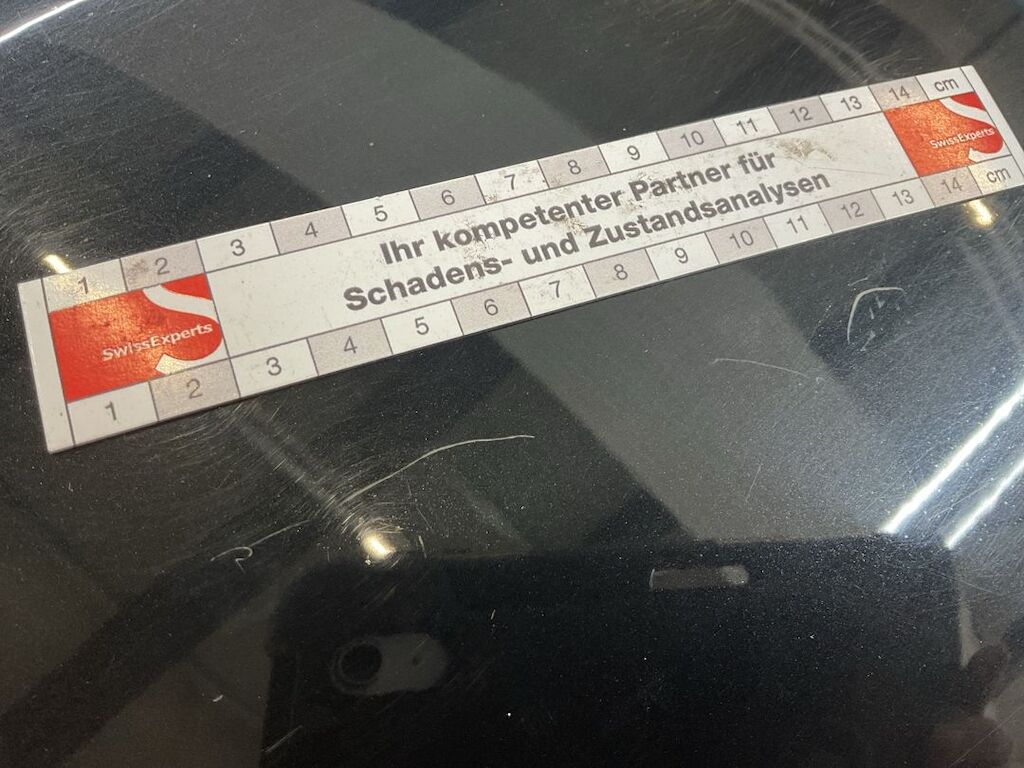 1 2 3 4 5 6 7 8 9 10 11 12 13 14 cm
SwissExperts
Ihr kompetenter Partner für
Schadens- und Zustandsanalysen
SwissExperts
1 2 3 4 5 6 7 8 9 10 11 12 13 14 cm